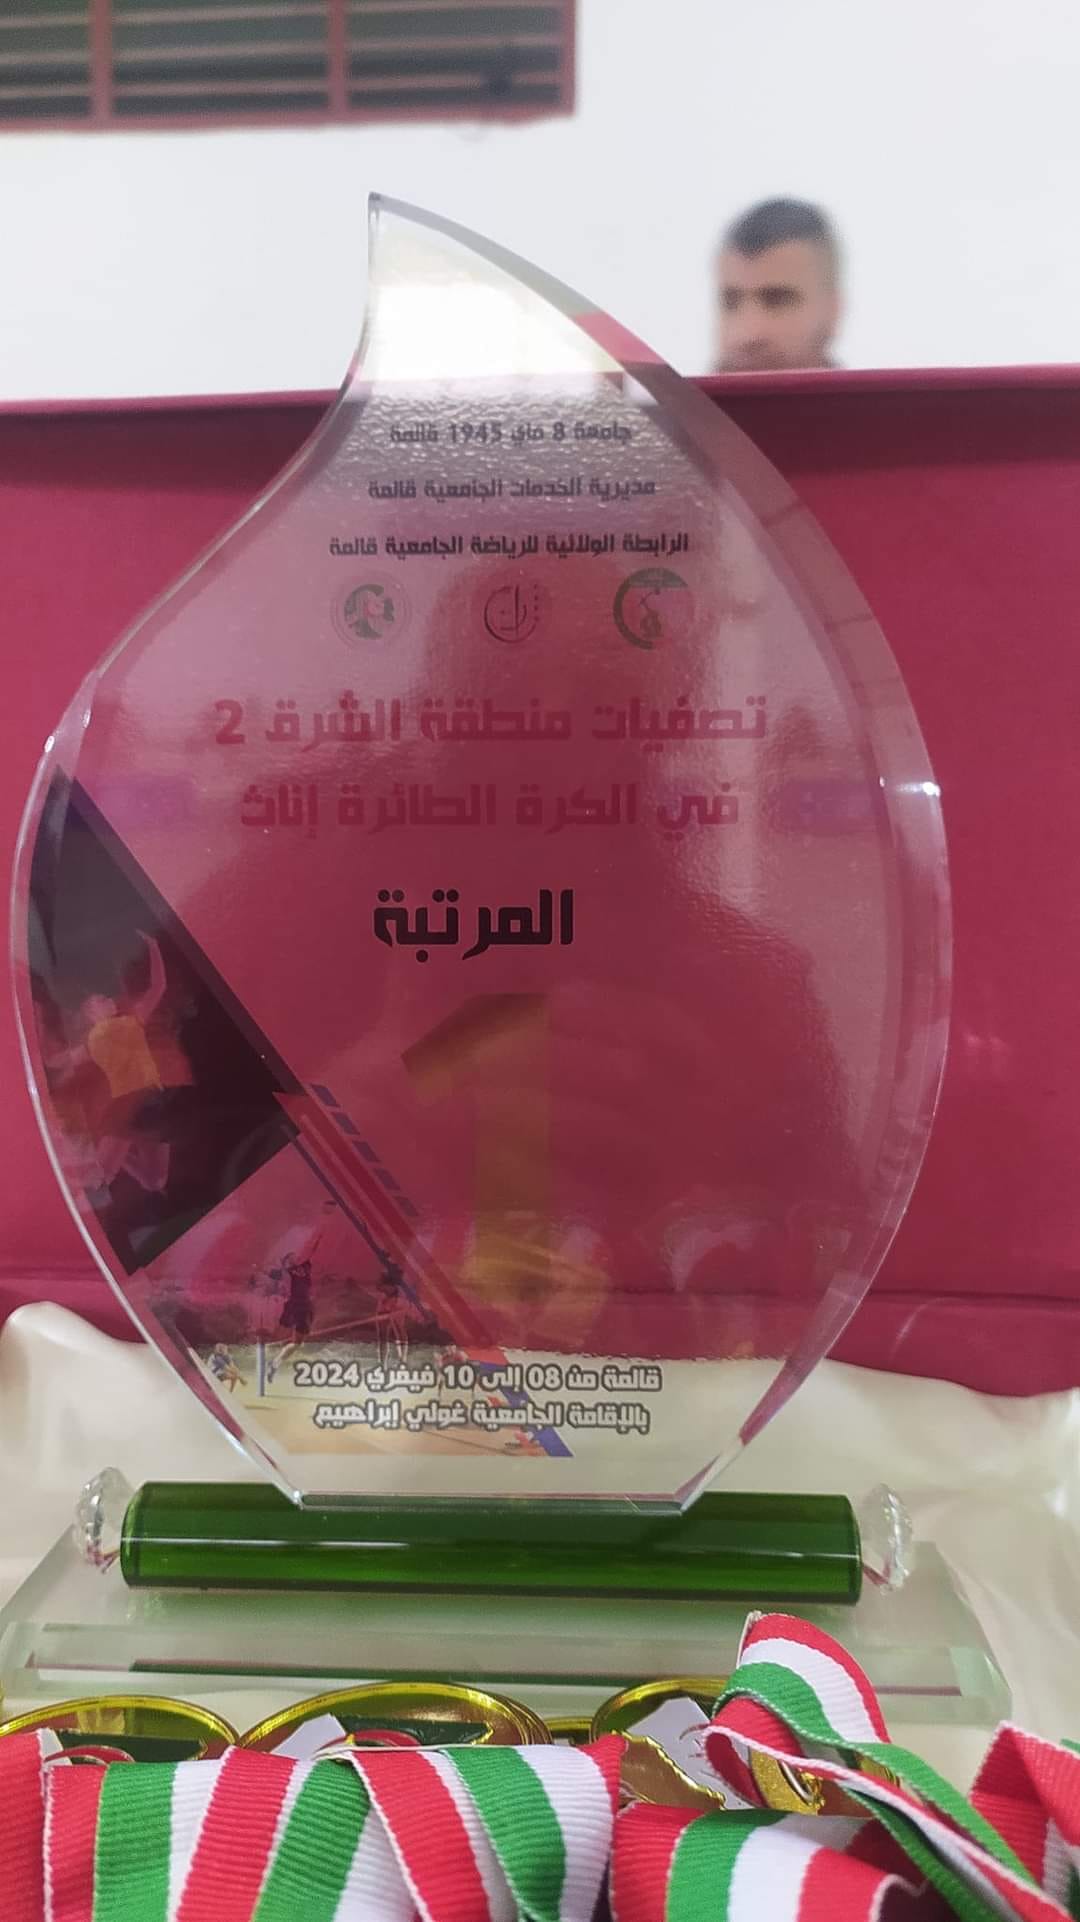 جامعة 8 ماي 1945 قالمة
مديرية الخدمات الجامعية قالمة
الرابطة الولائية للرياضة الجامعية قالمة
تصفيات منطقة الشرق 2
في الكرة الطائرة إناث
المرتبة
1
قالمة من 08 إلى 10 فيفري 2024
بالإقامة الجامعية غولي إبراهيم